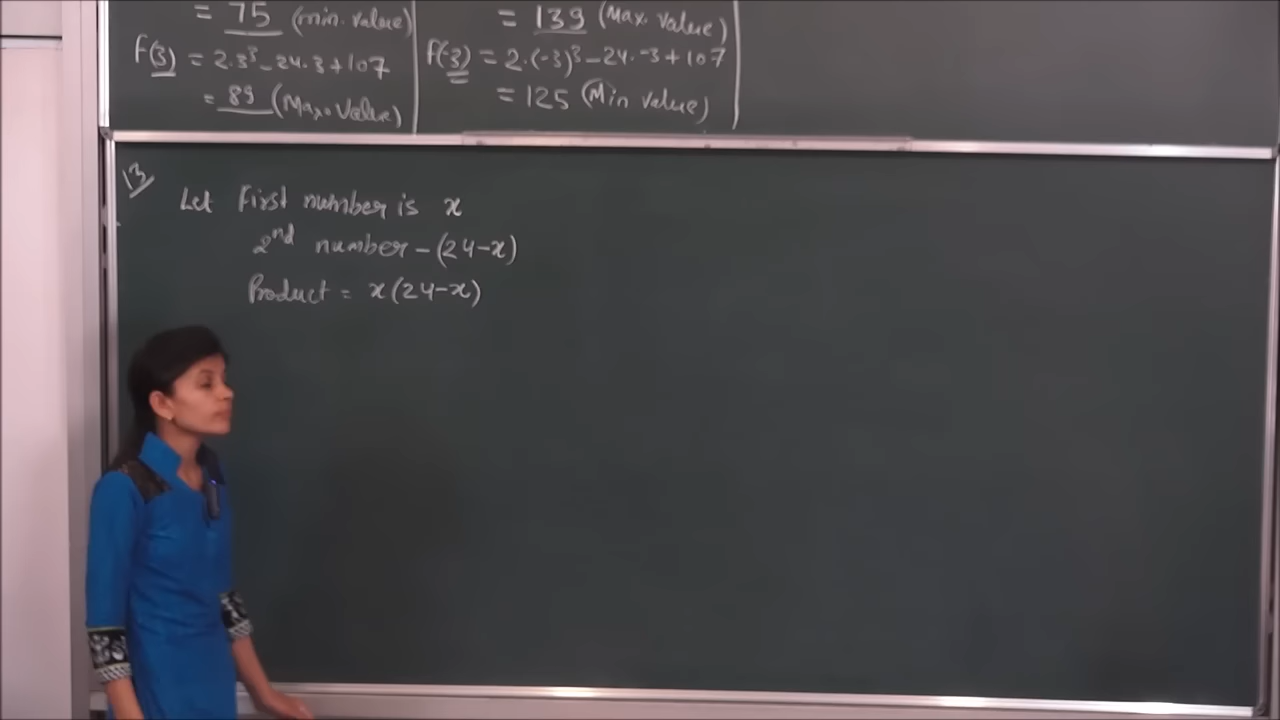 = 75 (min. value)
f(3) = 2.3³ - 24.3 + 107
= 89 (Max. Value)
= 139 (Max. value)
f(-3) = 2.(-3)³ - 24.-3 + 107
= 125 (Min value)
13
Let First number is x
2nd number - (24-x)
Product = x(24-x)